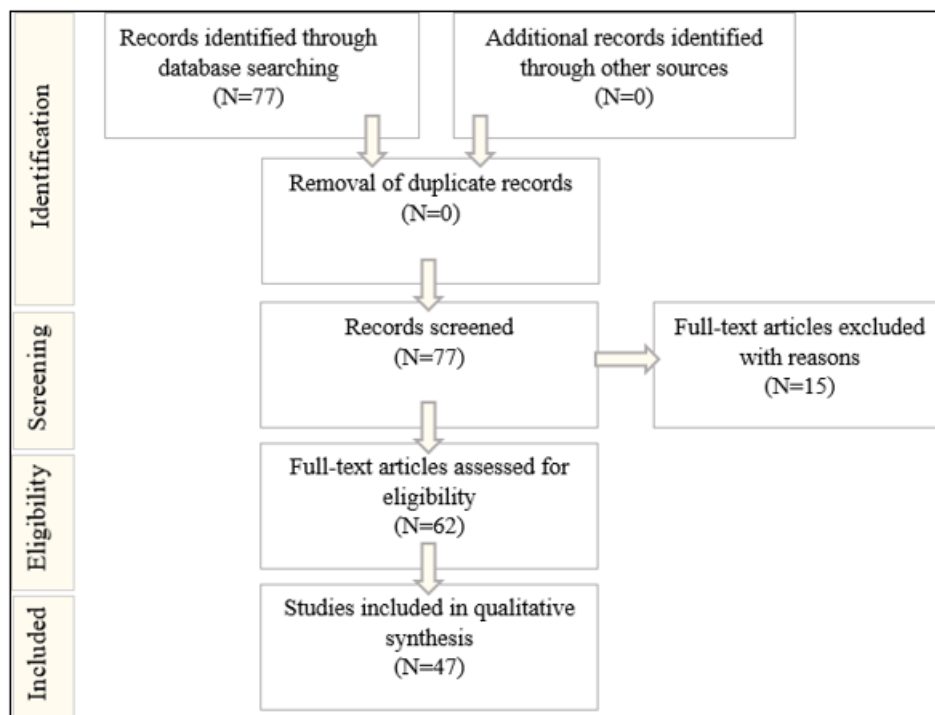 Identification
Records identified through
database searching
(N=77)
Additional records identified
through other sources
(N=0)
Removal of duplicate records
(N=0)
Screening
Records screened
(N=77)
Full-text articles excluded
with reasons
(N=15)
Eligibility
Full-text articles assessed for
eligibility
(N=62)
Included
Studies included in qualitative
synthesis
(N=47)